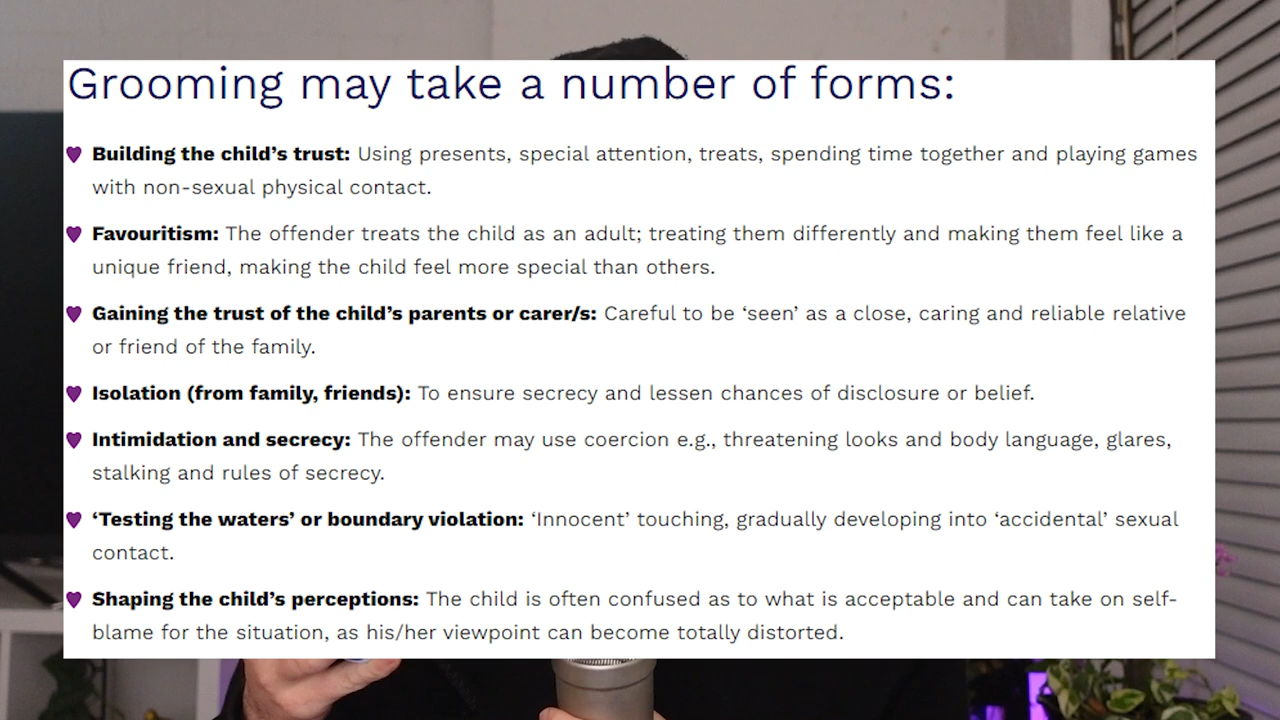 Grooming may take a number of forms:
Building the child’s trust: Using presents, special attention, treats, spending time together and playing games
with non-sexual physical contact.
Favouritism: The offender treats the child as an adult; treating them differently and making them feel like a
unique friend, making the child feel more special than others.
Gaining the trust of the child’s parents or carer/s: Careful to be ‘seen’ as a close, caring and reliable relative
or friend of the family.
Isolation (from family, friends): To ensure secrecy and lessen chances of disclosure or belief.
Intimidation and secrecy: The offender may use coercion e.g., threatening looks and body language, glares,
stalking and rules of secrecy.
‘Testing the waters’ or boundary violation: ‘Innocent’ touching, gradually developing into ‘accidental’ sexual
contact.
Shaping the child’s perceptions: The child is often confused as to what is acceptable and can take on self-
blame for the situation, as his/her viewpoint can become totally distorted.